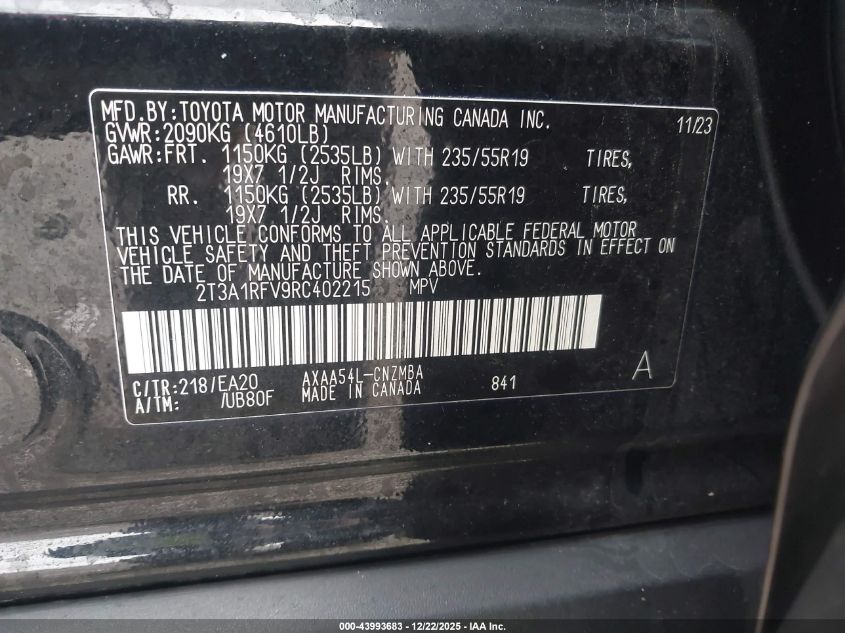 MFD.BY:TOYOTA MOTOR MANUFACTURING CANADA INC. 11/23
GVWR:2090KG (4610LB)
GAWR:FRT. 1150KG (2535LB) WITH 235/55R19 TIRES,
19X7 1/2J RIMS.
RR. 1150KG (2535LB) WITH 235/55R19 TIRES,
19X7 1/2J RIMS.
THIS VEHICLE CONFORMS TO ALL APPLICABLE FEDERAL MOTOR
VEHICLE SAFETY AND THEFT PREVENTION STANDARDS IN EFFECT ON
THE DATE OF MANUFACTURE SHOWN ABOVE.
2T3A1RFV9RC402215 MPV
C/TR:218/EA20 AXAA54L-CNZMBA 841 A
A/TM: /UB80F MADE IN CANADA
000-43993683 - 12/22/2025 - IAA Inc.